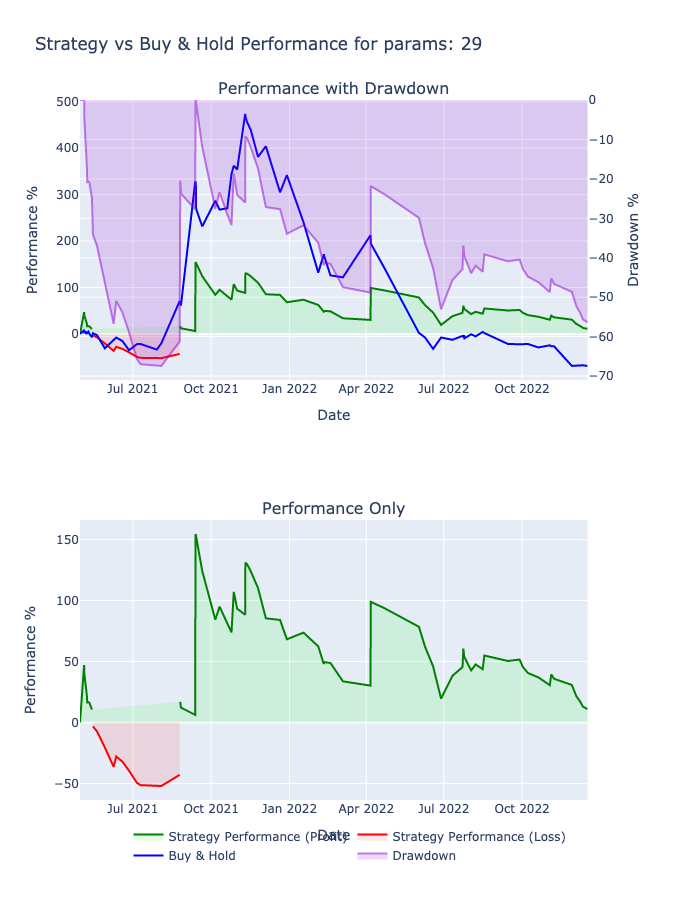 Strategy vs Buy & Hold Performance for params: 29
Performance with Drawdown
500
400
300
200
100
0
0
−10
−20
−30
−40
−50
−60
−70
Performance %
Drawdown %
Jul 2021
Oct 2021
Jan 2022
Apr 2022
Jul 2022
Oct 2022
Date
Performance Only
150
100
50
0
−50
Performance %
Jul 2021
Oct 2021
Jan 2022
Apr 2022
Jul 2022
Oct 2022
Date
Strategy Performance (Profit)
Strategy Performance (Loss)
Buy & Hold
Drawdown